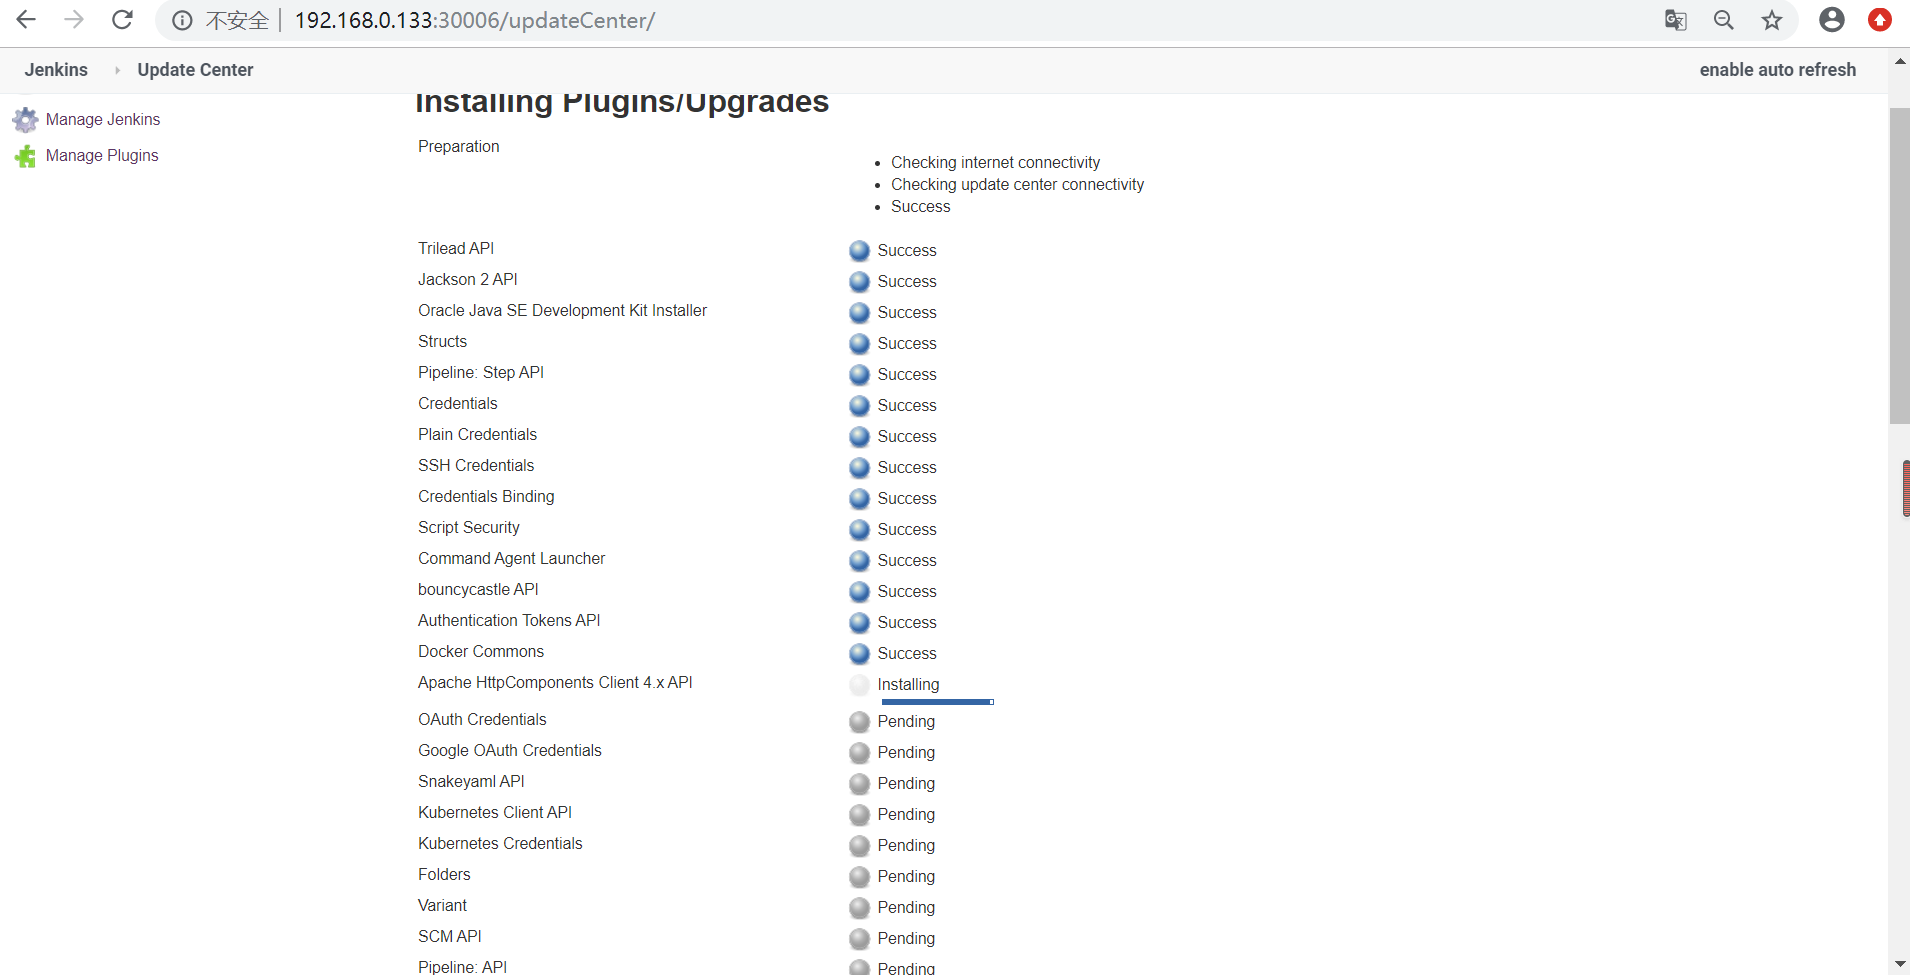 不安全 192.168.0.133:30006/updateCenter/
Jenkins Update Center enable auto refresh
Installing Plugins/Upgrades
Manage Jenkins
Manage Plugins
Preparation
Checking internet connectivity
Checking update center connectivity
Success
Trilead API Success
Jackson 2 API Success
Oracle Java SE Development Kit Installer Success
Structs Success
Pipeline: Step API Success
Credentials Success
Plain Credentials Success
SSH Credentials Success
Credentials Binding Success
Script Security Success
Command Agent Launcher Success
bouncycastle API Success
Authentication Tokens API Success
Docker Commons Success
Apache HttpComponents Client 4.x API Installing
OAuth Credentials Pending
Google OAuth Credentials Pending
Snakeyaml API Pending
Kubernetes Client API Pending
Kubernetes Credentials Pending
Folders Pending
Variant Pending
SCM API Pending
Pipeline: API Pending